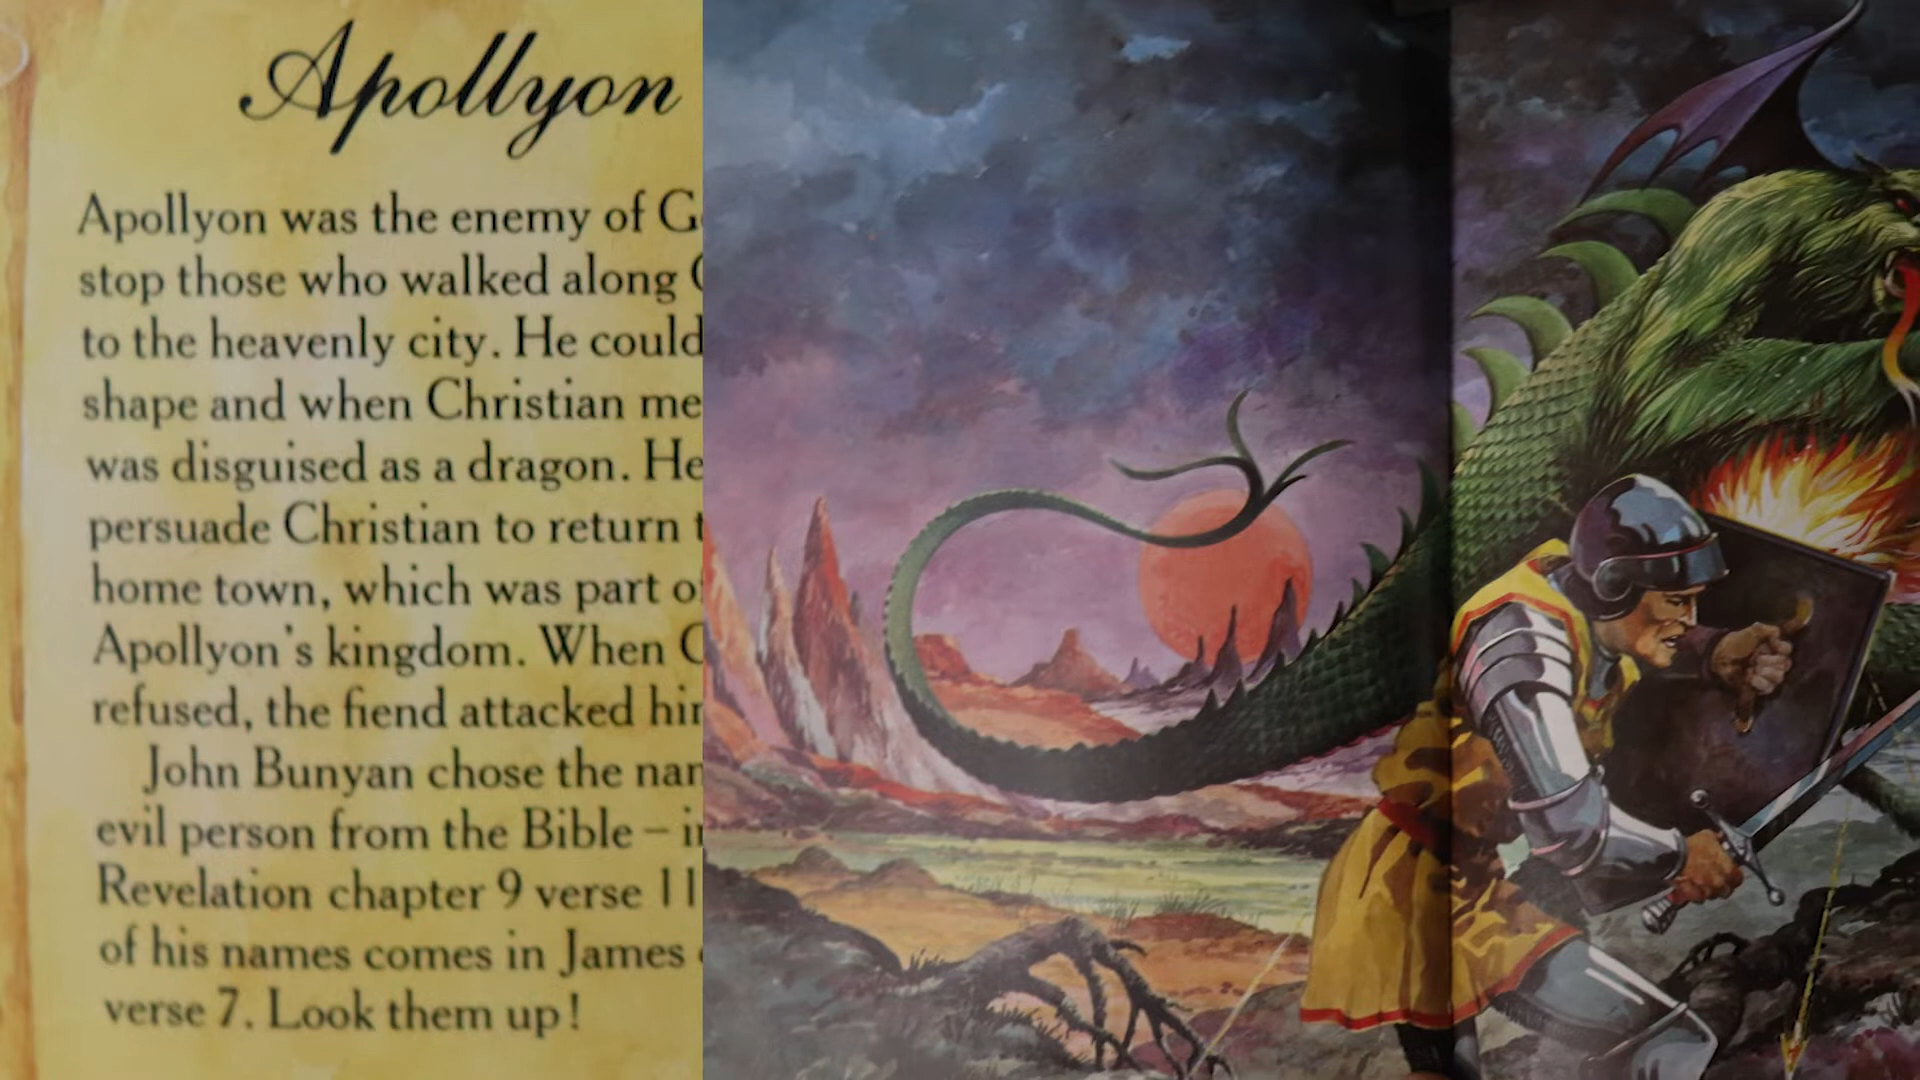 Apollyon
Apollyon was the enemy of
stop those who walked along
to the heavenly city. He could
shape and when Christian
was disguised as a dragon. He
persuade Christian to return
home town, which was part
Apollyon's kingdom. When
refused, the fiend attacked
John Bunyan chose the
evil person from the Bible –
Revelation chapter 9 verse 11
of his names comes in James
verse 7. Look them up!